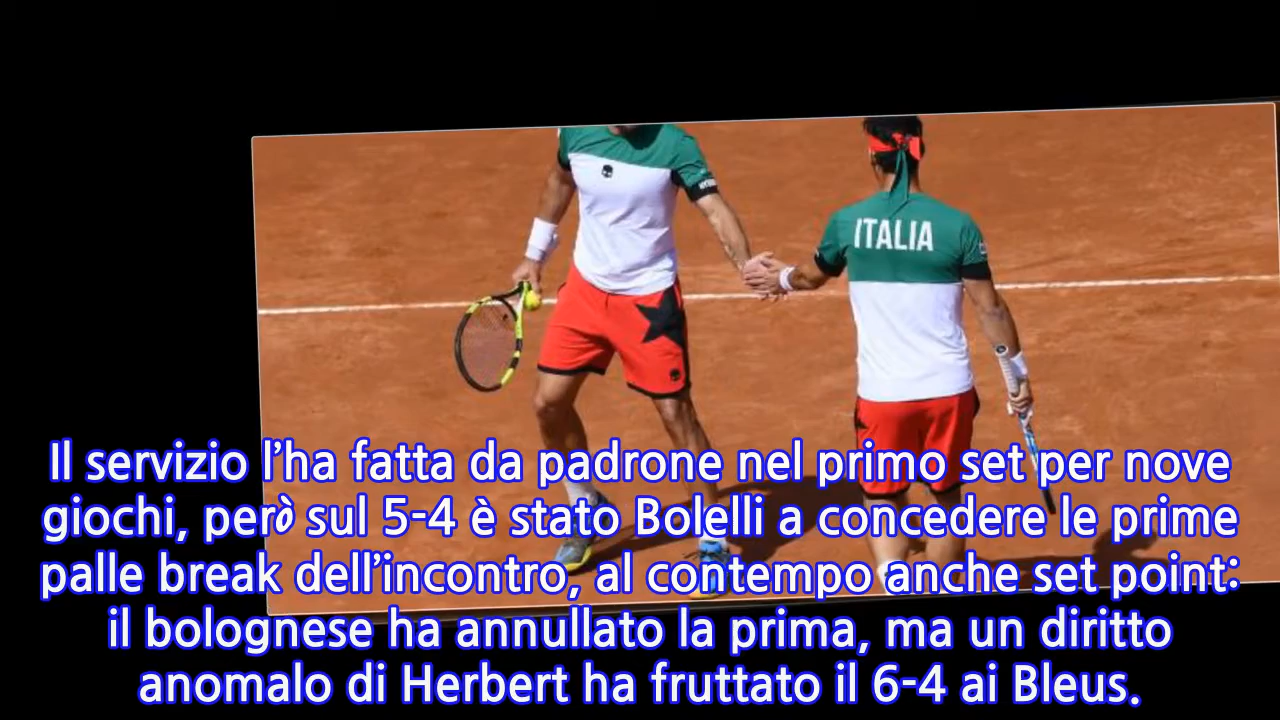 ITALIA
Il servizio l'ha fatta da padrone nel primo set per nove
giochi, però sul 5-4 è stato Bolelli a concedere le prime
palle break dell'incontro, al contempo anche set point:
il bolognese ha annullato la prima, ma un diritto
anomalo di Herbert ha fruttato il 6-4 ai Bleus.